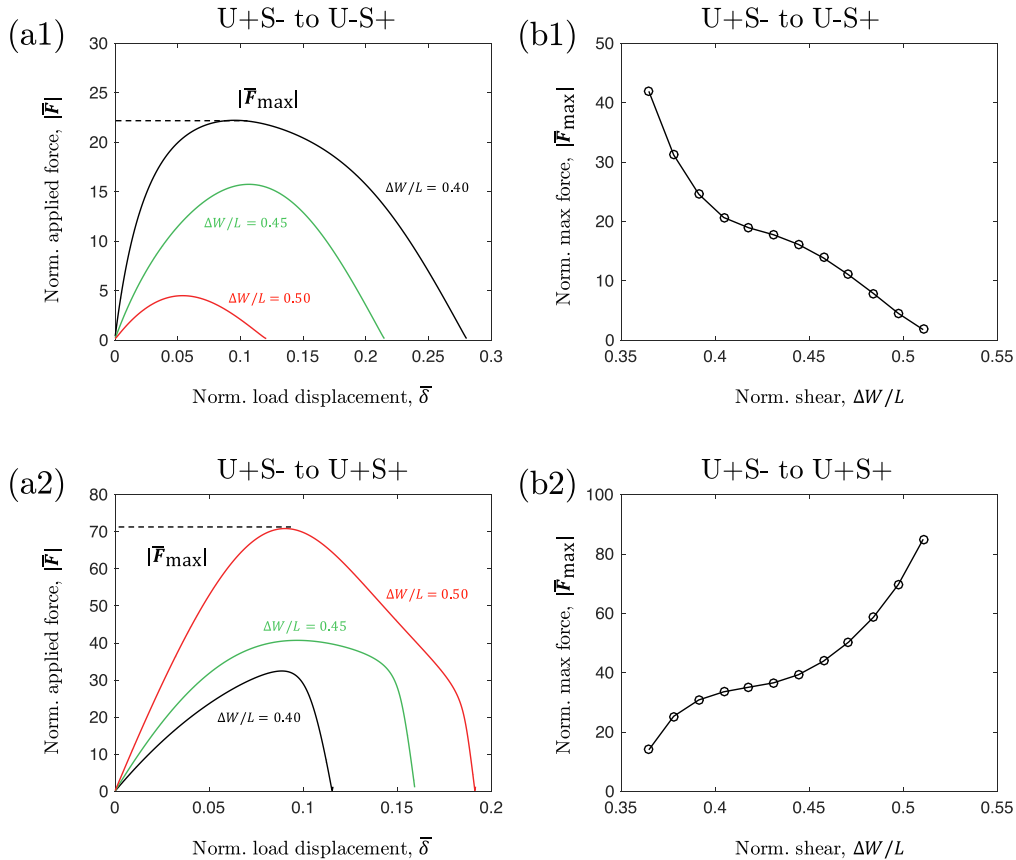 U+S- to U-S+
(a1)
30
25
20
15
10
5
0
0
0.05
0.1
0.15
0.2
0.25
0.3
|F̅max|
ΔW/L = 0.40
ΔW/L = 0.45
ΔW/L = 0.50
Norm. applied force, |F̅|
Norm. load displacement, δ̅
U+S- to U-S+
(b1)
50
40
30
20
10
0
0.35
0.4
0.45
0.5
0.55
Norm. max force, |F̅max|
Norm. shear, ΔW/L
U+S- to U+S+
(a2)
80
70
60
50
40
30
20
10
0
0
0.05
0.1
0.15
0.2
|F̅max|
ΔW/L = 0.50
ΔW/L = 0.45
ΔW/L = 0.40
Norm. applied force, |F̅|
Norm. load displacement, δ̅
U+S- to U+S+
(b2)
100
80
60
40
20
0
0.35
0.4
0.45
0.5
0.55
Norm. max force, |F̅max|
Norm. shear, ΔW/L